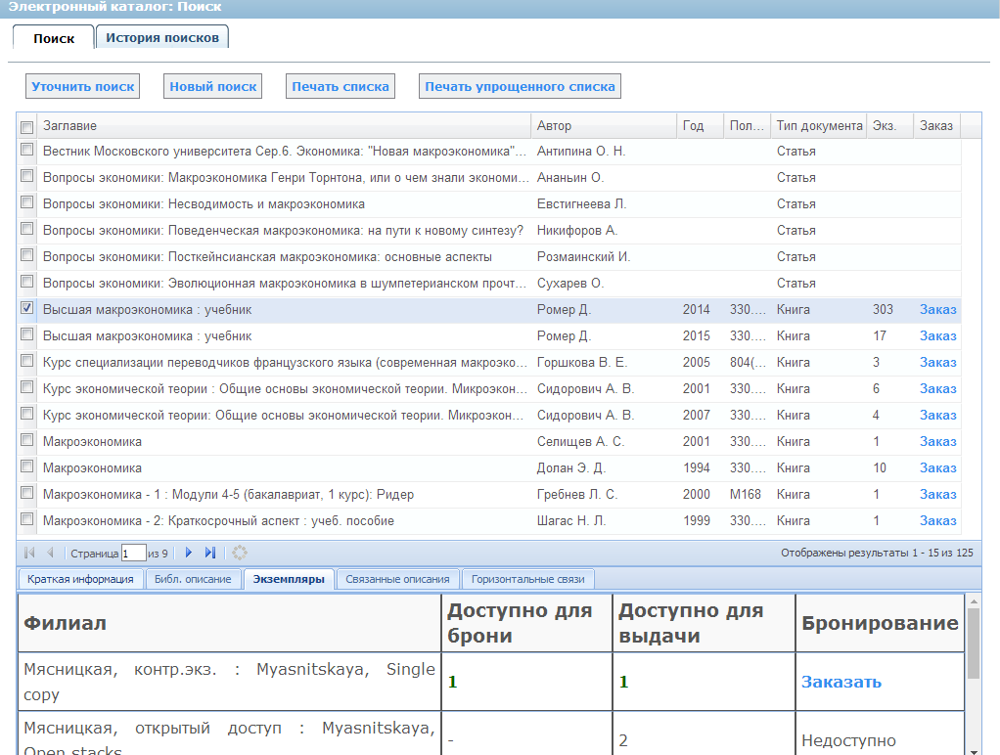 Электронный каталог: Поиск
Поиск История поисков
Уточнить поиск Новый поиск Печать списка Печать упрощенного списка
Заглавие Автор Год Пол... Тип документа Экз. Заказ
Вестник Московского университета Сер.6. Экономика: "Новая макроэкономика"... Антипина О. Н. Статья
Вопросы экономики: Макроэкономика Генри Торнтона, или о чем знали экономи... Ананьин О. Статья
Вопросы экономики: Несводимость и макроэкономика Евстигнеева Л. Статья
Вопросы экономики: Поведенческая макроэкономика: на пути к новому синтезу? Никифоров А. Статья
Вопросы экономики: Посткейнсианская макроэкономика: основные аспекты Розмаинский И. Статья
Вопросы экономики: Эволюционная макроэкономика в шумпетерианском прочт... Сухарев О. Статья
Высшая макроэкономика : учебник Ромер Д. 2014 330.... Книга 303 Заказ
Высшая макроэкономика : учебник Ромер Д. 2015 330.... Книга 17 Заказ
Курс специализации переводчиков французского языка (современная макроэко... Горшкова В. Е. 2005 804(... Книга 3 Заказ
Курс экономической теории : Общие основы экономической теории. Микроэкон... Сидорович А. В. 2001 330.... Книга 6 Заказ
Курс экономической теории: Общие основы экономической теории. Микроэкон... Сидорович А. В. 2007 330.... Книга 4 Заказ
Макроэкономика Селищев А. С. 2001 330.... Книга 1 Заказ
Макроэкономика Долан Э. Д. 1994 330.... Книга 10 Заказ
Макроэкономика - 1 : Модули 4-5 (бакалавриат, 1 курс): Ридер Гребнев Л. С. 2000 М168 Книга 1 Заказ
Макроэкономика - 2: Краткосрочный аспект : учеб. пособие Шагас Н. Л. 1999 330.... Книга 1 Заказ
Страница 1 из 9 Отображены результаты 1 - 15 из 125
Краткая информация Библ. описание Экземпляры Связанные описания Горизонтальные связи
Филиал Доступно для брони Доступно для выдачи Бронирование
Мясницкая, контр.экз. : Myasnitskaya, Single
copy 1 1 Заказать
Мясницкая, открытый доступ : Myasnitskaya,
Open stacks - 2 Недоступно